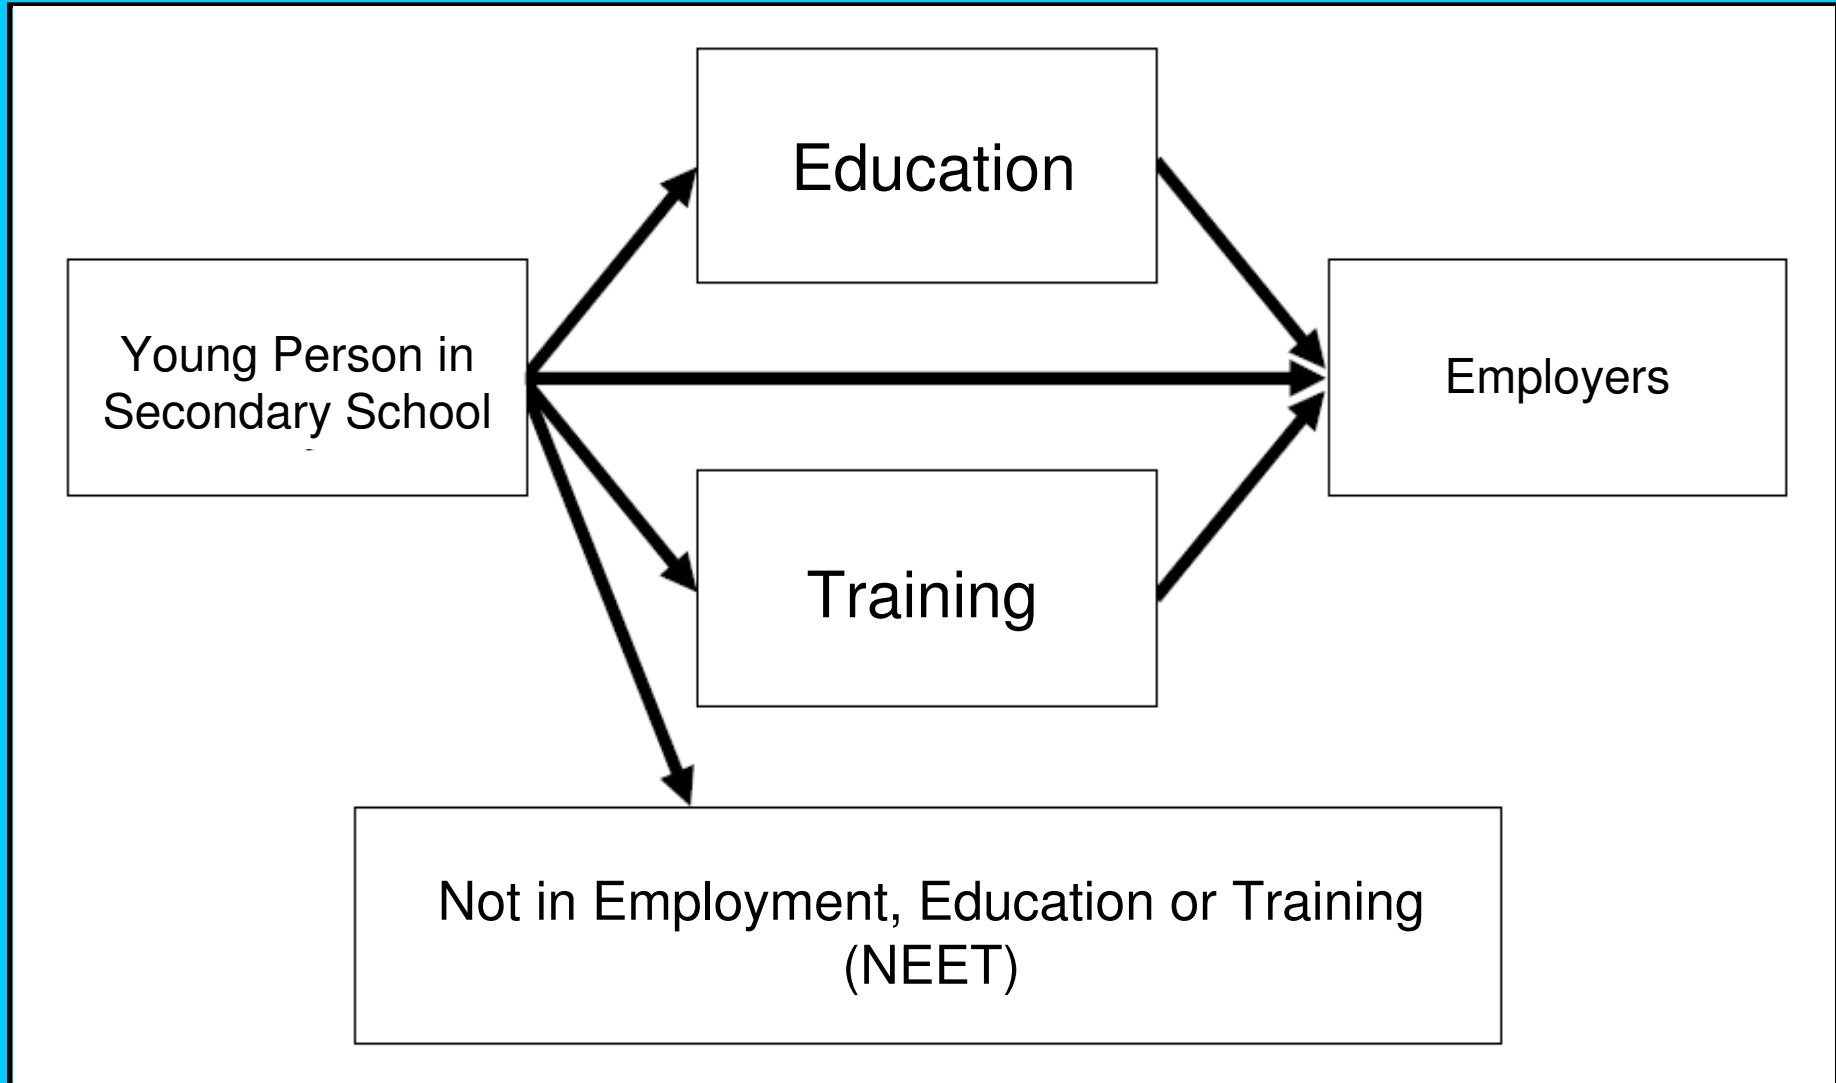 Education
Young Person in
Secondary School
Employers
Training
Not in Employment, Education or Training
(NEET)